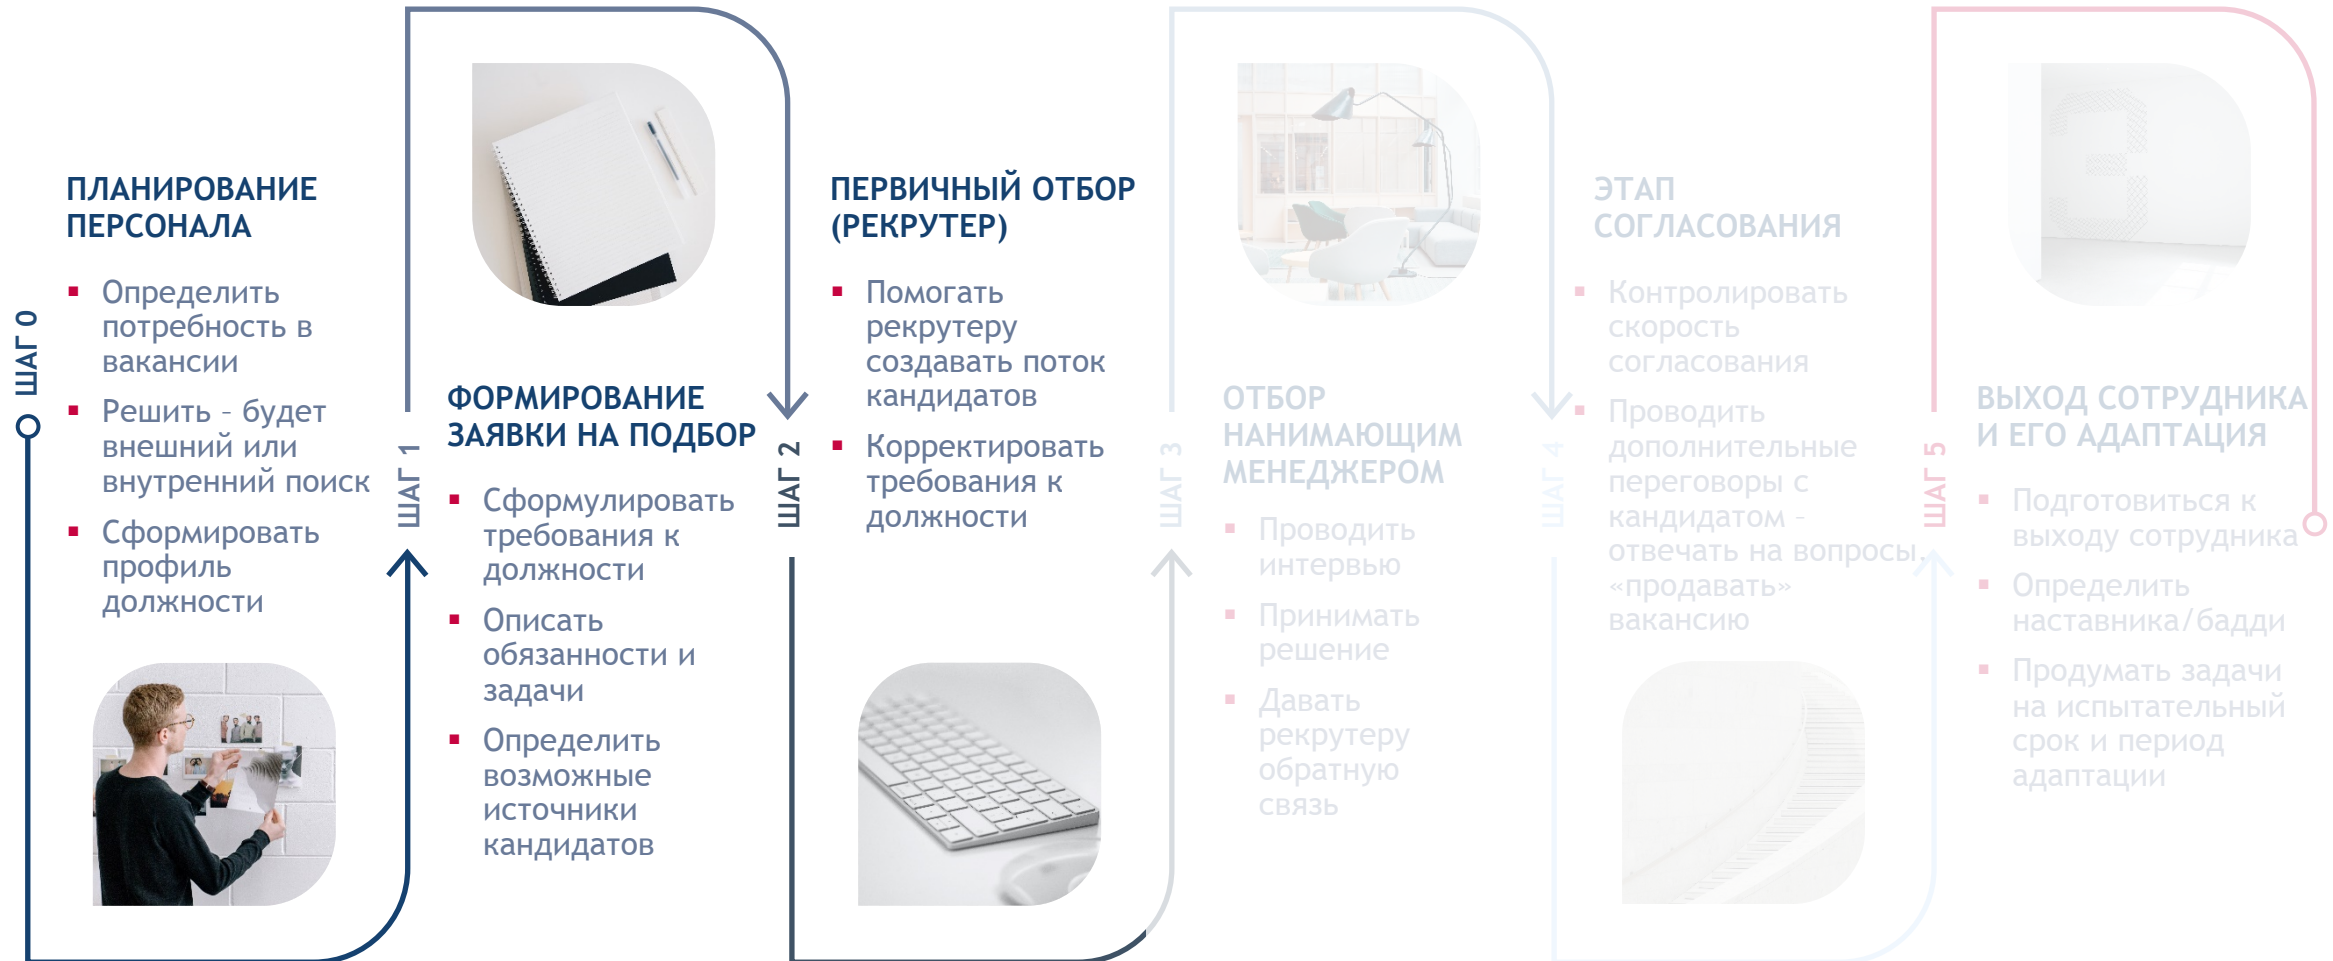 ШАГ 0
ПЛАНИРОВАНИЕ
ПЕРСОНАЛА
Определить
потребность в
вакансии
Решить – будет
внешний или
внутренний поиск
Сформировать
профиль
должности
ШАГ 1
ФОРМИРОВАНИЕ
ЗАЯВКИ НА ПОДБОР
Сформулировать
требования к
должности
Описать
обязанности и
задачи
Определить
возможные
источники
кандидатов
ШАГ 2
ПЕРВИЧНЫЙ ОТБОР
(РЕКРУТЕР)
Помогать
рекрутеру
создавать поток
кандидатов
Корректировать
требования к
должности
ШАГ 3
ОТБОР
НАНИМАЮЩИМ
МЕНЕДЖЕРОМ
Проводить
интервью
Принимать
решение
Давать
рекрутеру
обратную
связь
ШАГ 4
ЭТАП
СОГЛАСОВАНИЯ
Контролировать
скорость
согласования
Проводить
дополнительные
переговоры с
кандидатом –
отвечать на вопросы,
«продавать»
вакансию
ШАГ 5
ВЫХОД СОТРУДНИКА
И ЕГО АДАПТАЦИЯ
Подготовиться к
выходу сотрудника
Определить
наставника/бадди
Продумать задачи
на испытательный
срок и период
адаптации